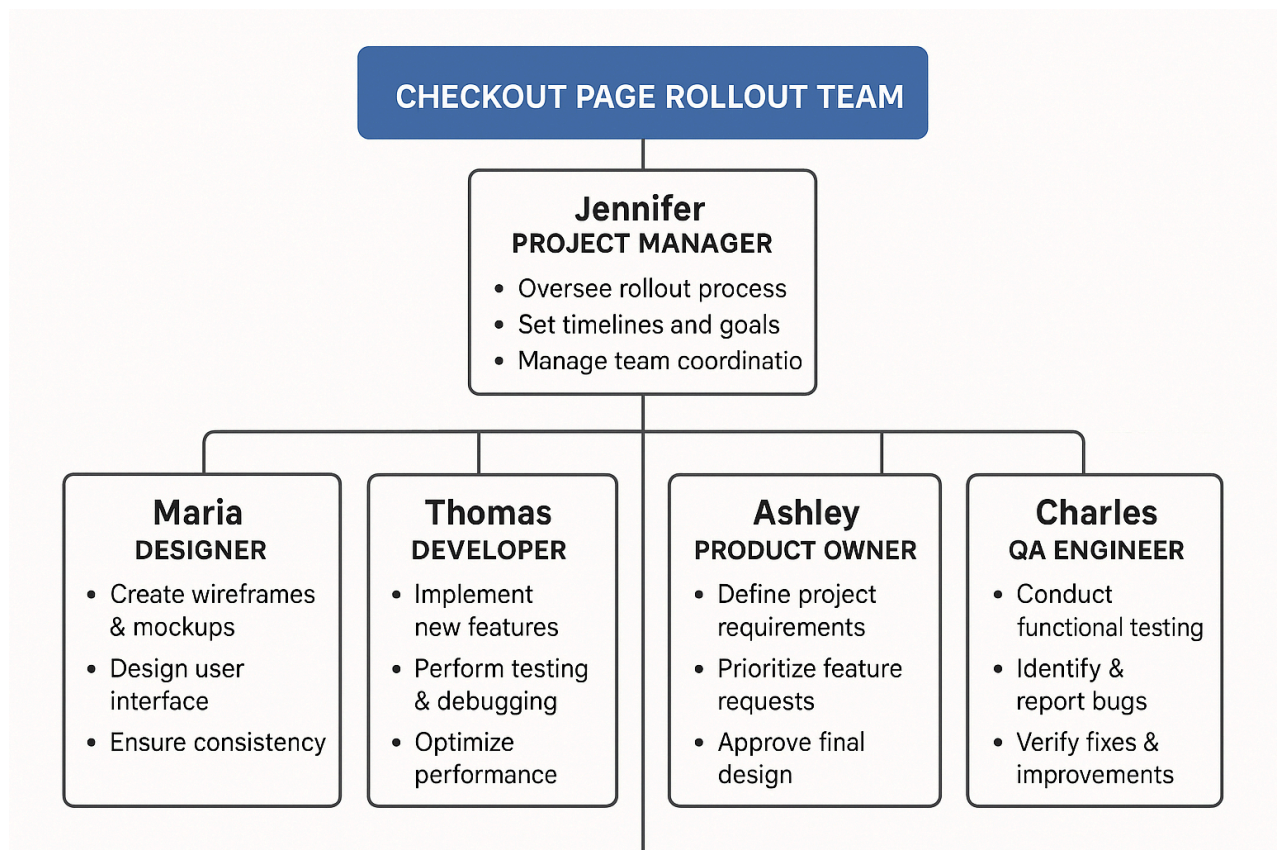 CHECKOUT PAGE ROLLOUT TEAM
Jennifer
PROJECT MANAGER
• Oversee rollout process
• Set timelines and goals
• Manage team coordinatio
Maria
DESIGNER
• Create wireframes
& mockups
• Design user
interface
• Ensure consistency
Thomas
DEVELOPER
• Implement
new features
• Perform testing
& debugging
• Optimize
performance
Ashley
PRODUCT OWNER
• Define project
requirements
• Prioritize feature
requests
• Approve final
design
Charles
QA ENGINEER
• Conduct
functional testing
• Identify &
report bugs
• Verify fixes &
improvements